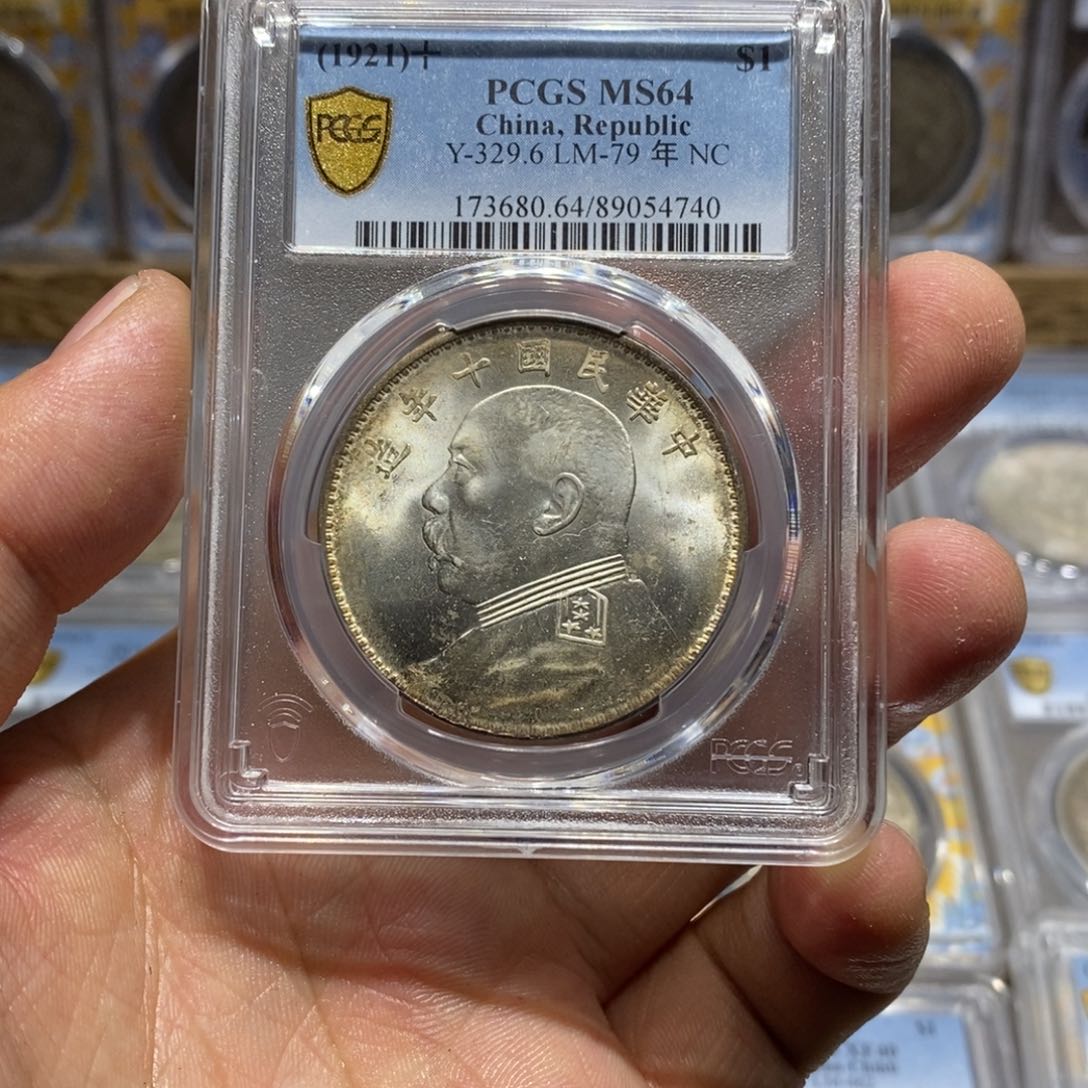 (1921)十 $1
PCGS MS64
China, Republic
Y-329.6 LM-79 年 NC
173680.64/89054740
PCGS
造年十國民華中
PCGS